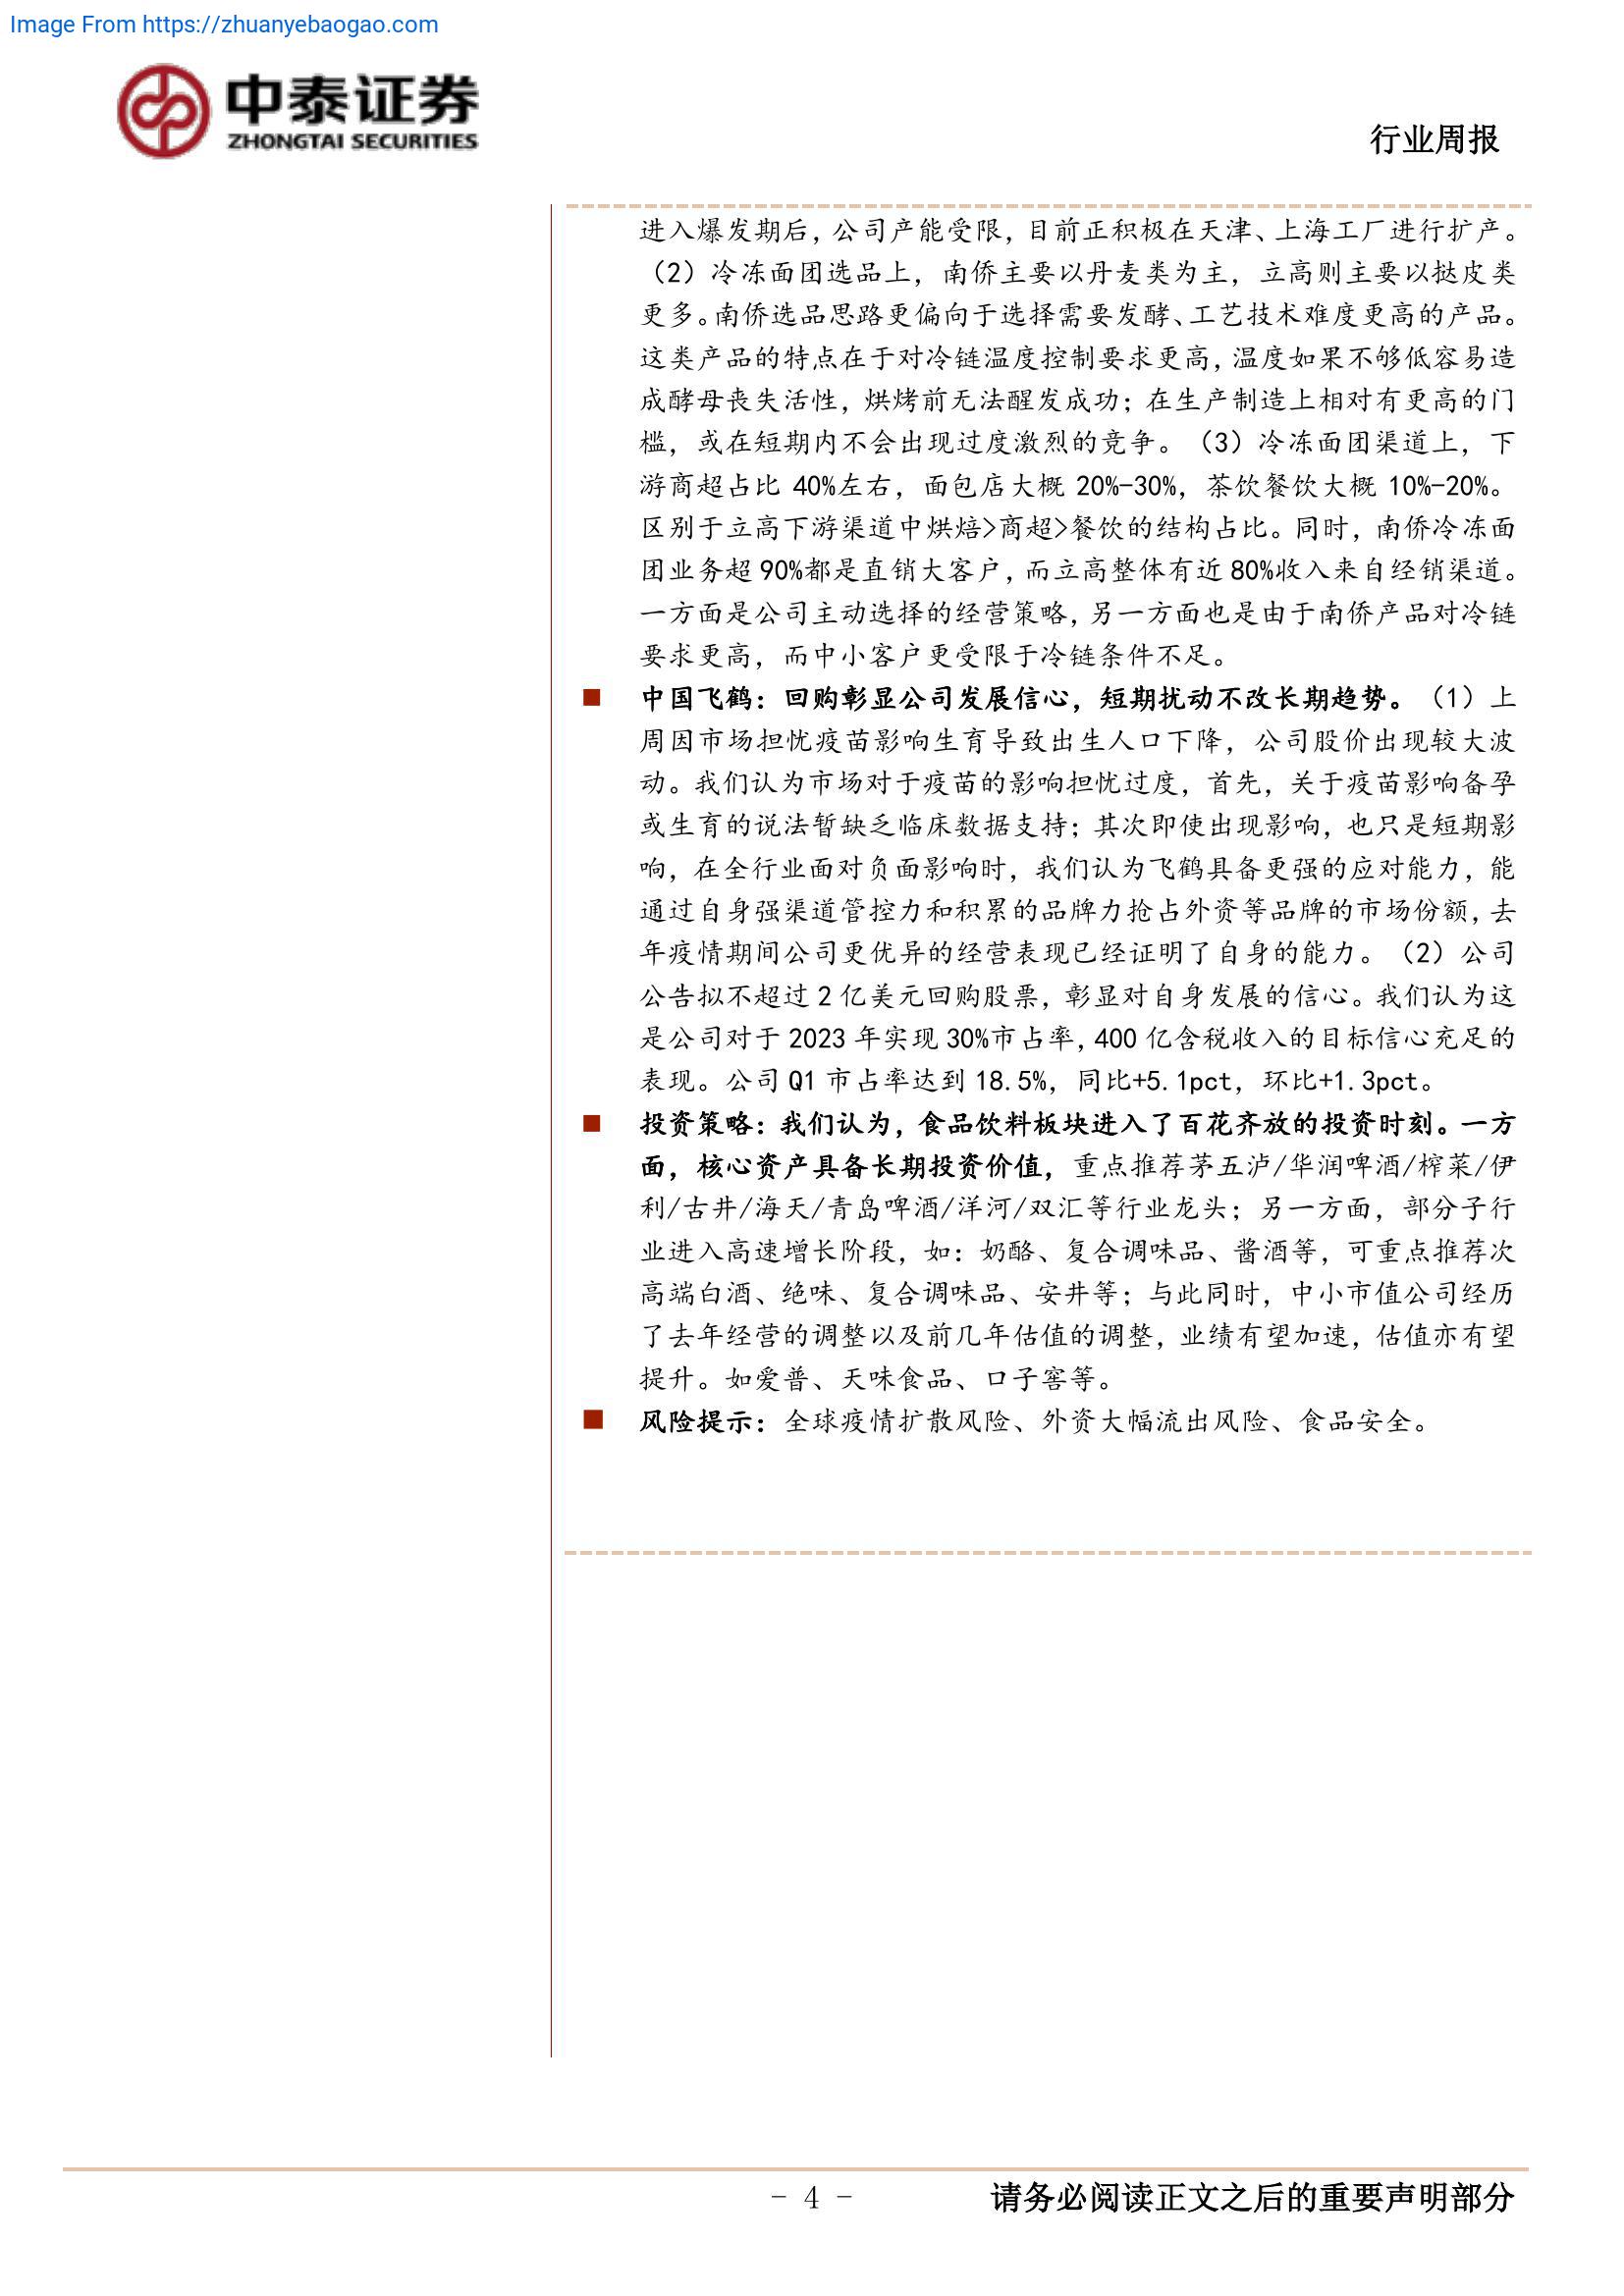 Image From https://zhuanyebaogao.com
中泰证券
ZHONGTAI SECURITIES
行业周报
进入爆发期后，公司产能受限，目前正积极在天津、上海工厂进行扩产。
（2）冷冻面团选品上，南侨主要以丹麦类为主，立高则主要以挞皮类
更多。南侨选品思路更偏向于选择需要发酵、工艺技术难度更高的产品。
这类产品的特点在于对冷链温度控制要求更高，温度如果不够低容易造
成酵母丧失活性，烘烤前无法醒发成功；在生产制造上相对有更高的门
槛，或在短期内不会出现过度激烈的竞争。（3）冷冻面团渠道上，下
游商超占比 40%左右，面包店大概 20%-30%，茶饮餐饮大概 10%-20%。
区别于立高下游渠道中烘焙>商超>餐饮的结构占比。同时，南侨冷冻面
团业务超 90%都是直销大客户，而立高整体有近 80%收入来自经销渠道。
一方面是公司主动选择的经营策略，另一方面也是由于南侨产品对冷链
要求更高，而中小客户更受限于冷链条件不足。
■ 中国飞鹤：回购彰显公司发展信心，短期扰动不改长期趋势。（1）上
周因市场担忧疫苗影响生育导致出生人口下降，公司股价出现较大波
动。我们认为市场对于疫苗的影响担忧过度，首先，关于疫苗影响备孕
或生育的说法暂缺乏临床数据支持；其次即使出现影响，也只是短期影
响，在全行业面对负面影响时，我们认为飞鹤具备更强的应对能力，能
通过自身强渠道管控力和积累的品牌力抢占外资等品牌的市场份额，去
年疫情期间公司更优异的经营表现已经证明了自身的能力。（2）公司
公告拟不超过 2 亿美元回购股票，彰显对自身发展的信心。我们认为这
是公司对于 2023 年实现 30%市占率，400 亿含税收入的目标信心充足的
表现。公司 Q1 市占率达到 18.5%，同比+5.1pct，环比+1.3pct。
■ 投资策略：我们认为，食品饮料板块进入了百花齐放的投资时刻。一方
面，核心资产具备长期投资价值，重点推荐茅五泸/华润啤酒/榨菜/伊
利/古井/海天/青岛啤酒/洋河/双汇等行业龙头；另一方面，部分子行
业进入高速增长阶段，如：奶酪、复合调味品、酱酒等，可重点推荐次
高端白酒、绝味、复合调味品、安井等；与此同时，中小市值公司经历
了去年经营的调整以及前几年估值的调整，业绩有望加速，估值亦有望
提升。如爱普、天味食品、口子窖等。
■ 风险提示：全球疫情扩散风险、外资大幅流出风险、食品安全。
- 4 -
请务必阅读正文之后的重要声明部分